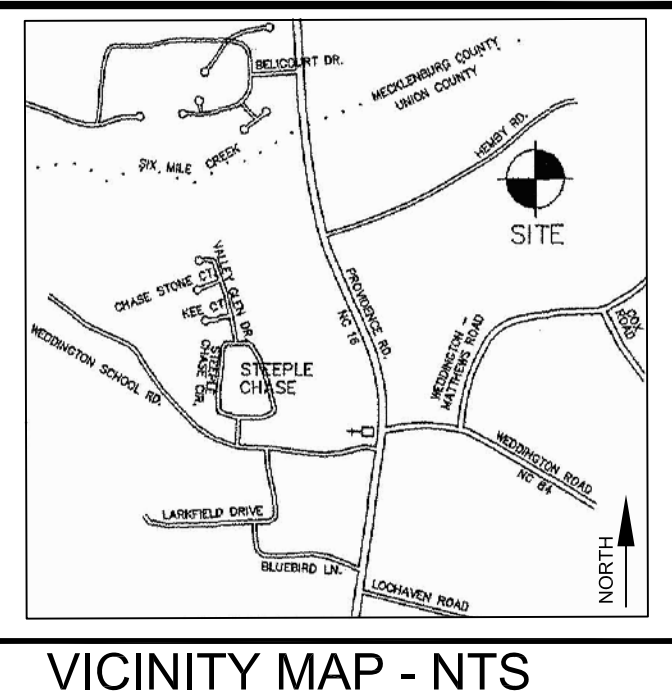 BELICOURT DR.
MECKLENBURG COUNTY
UNION COUNTY
HEMBY RD.
SIX MILE CREEK
SITE
VALLEY GLEN DR
CHASE STONE CT.
KEE CT.
PROVIDENCE RD.
NC 16
COX
ROAD
WEDDINGTON -
MATTHEWS ROAD
WEDDINGTON SCHOOL RD.
STEEPLE
CHASE CIR.
STEEPLE
CHASE
WEDDINGTON ROAD
NC 84
LARKFIELD DRIVE
BLUEBIRD LN.
LOCHAVEN ROAD
NORTH
VICINITY MAP - NTS